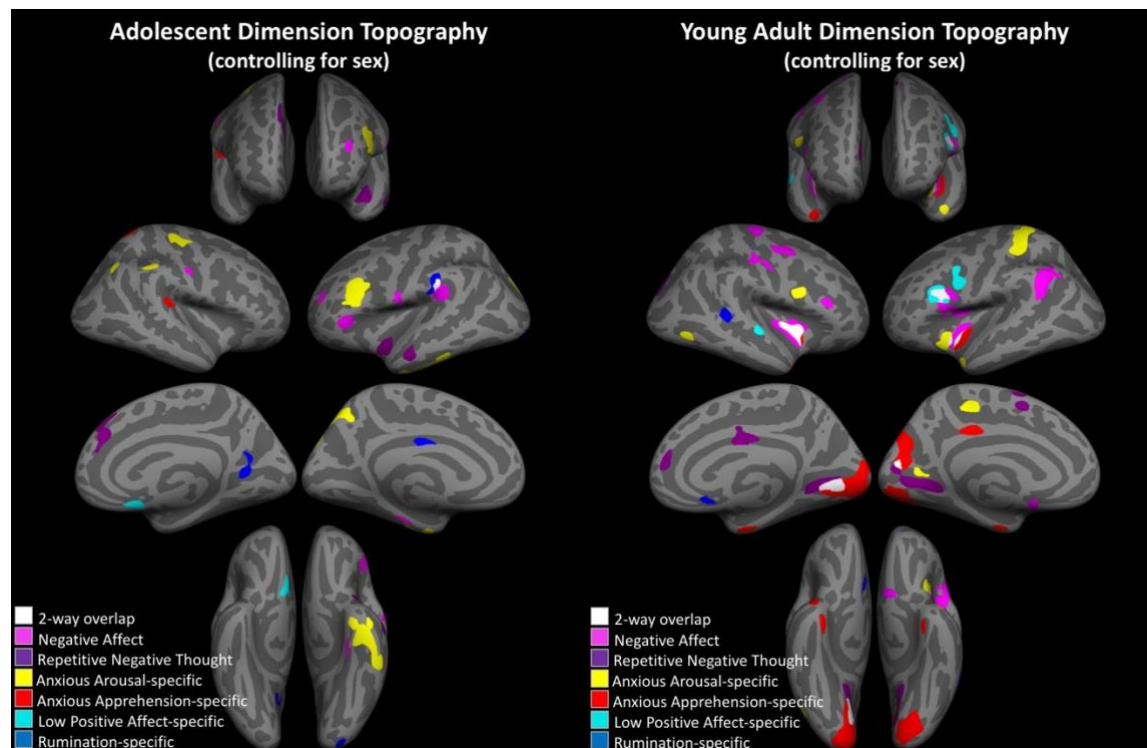 Adolescent Dimension Topography
(controlling for sex)
2-way overlap
Negative Affect
Repetitive Negative Thought
Anxious Arousal-specific
Anxious Apprehension-specific
Low Positive Affect-specific
Rumination-specific
Young Adult Dimension Topography
(controlling for sex)
2-way overlap
Negative Affect
Repetitive Negative Thought
Anxious Arousal-specific
Anxious Apprehension-specific
Low Positive Affect-specific
Rumination-specific